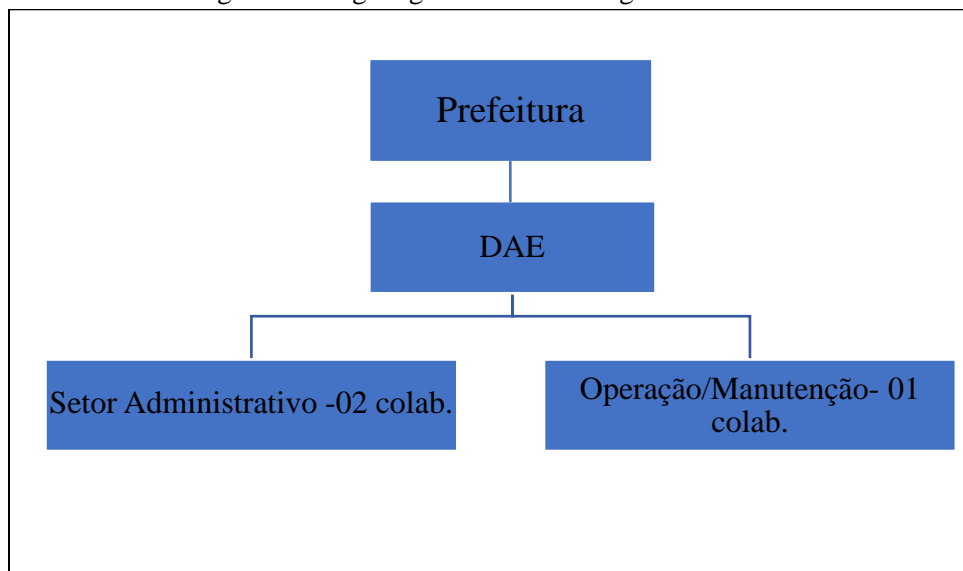 Prefeitura
DAE
Setor Administrativo -02 colab.
Operação/Manutenção- 01
colab.